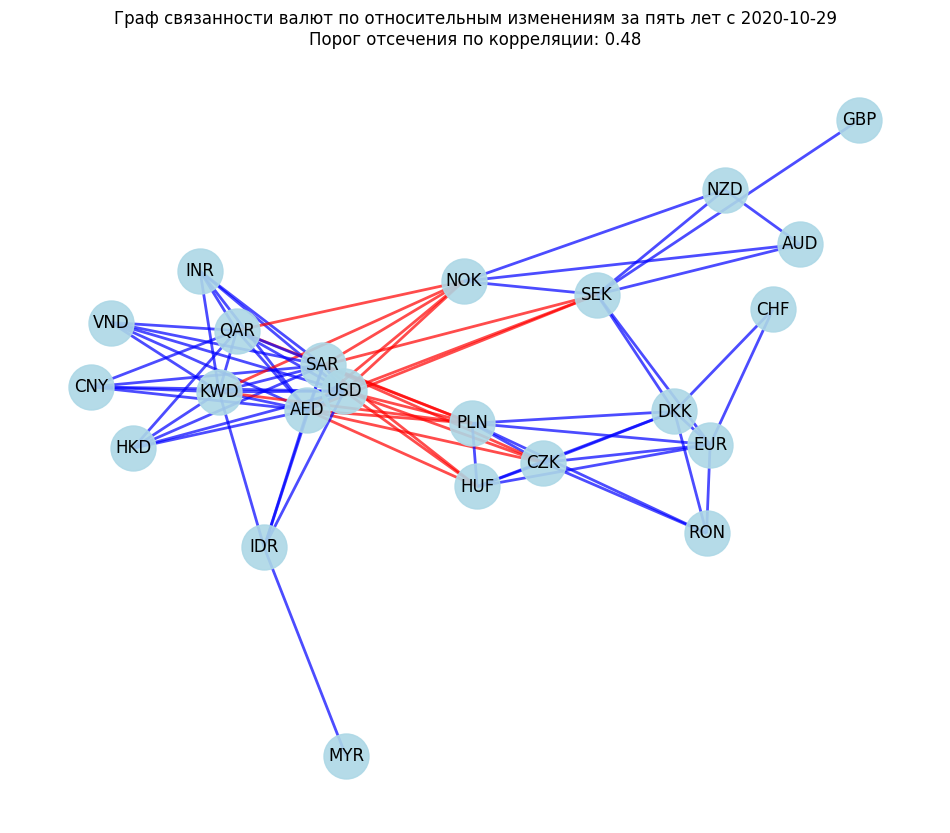 Граф связанности валют по относительным изменениям за пять лет с 2020-10-29
Порог отсечения по корреляции: 0.48
GBP
NZD
AUD
INR
NOK
SEK
CHF
VND
QAR
SAR
CNY
KWD
USD
AED
DKK
PLN
HKD
EUR
CZK
HUF
RON
IDR
MYR